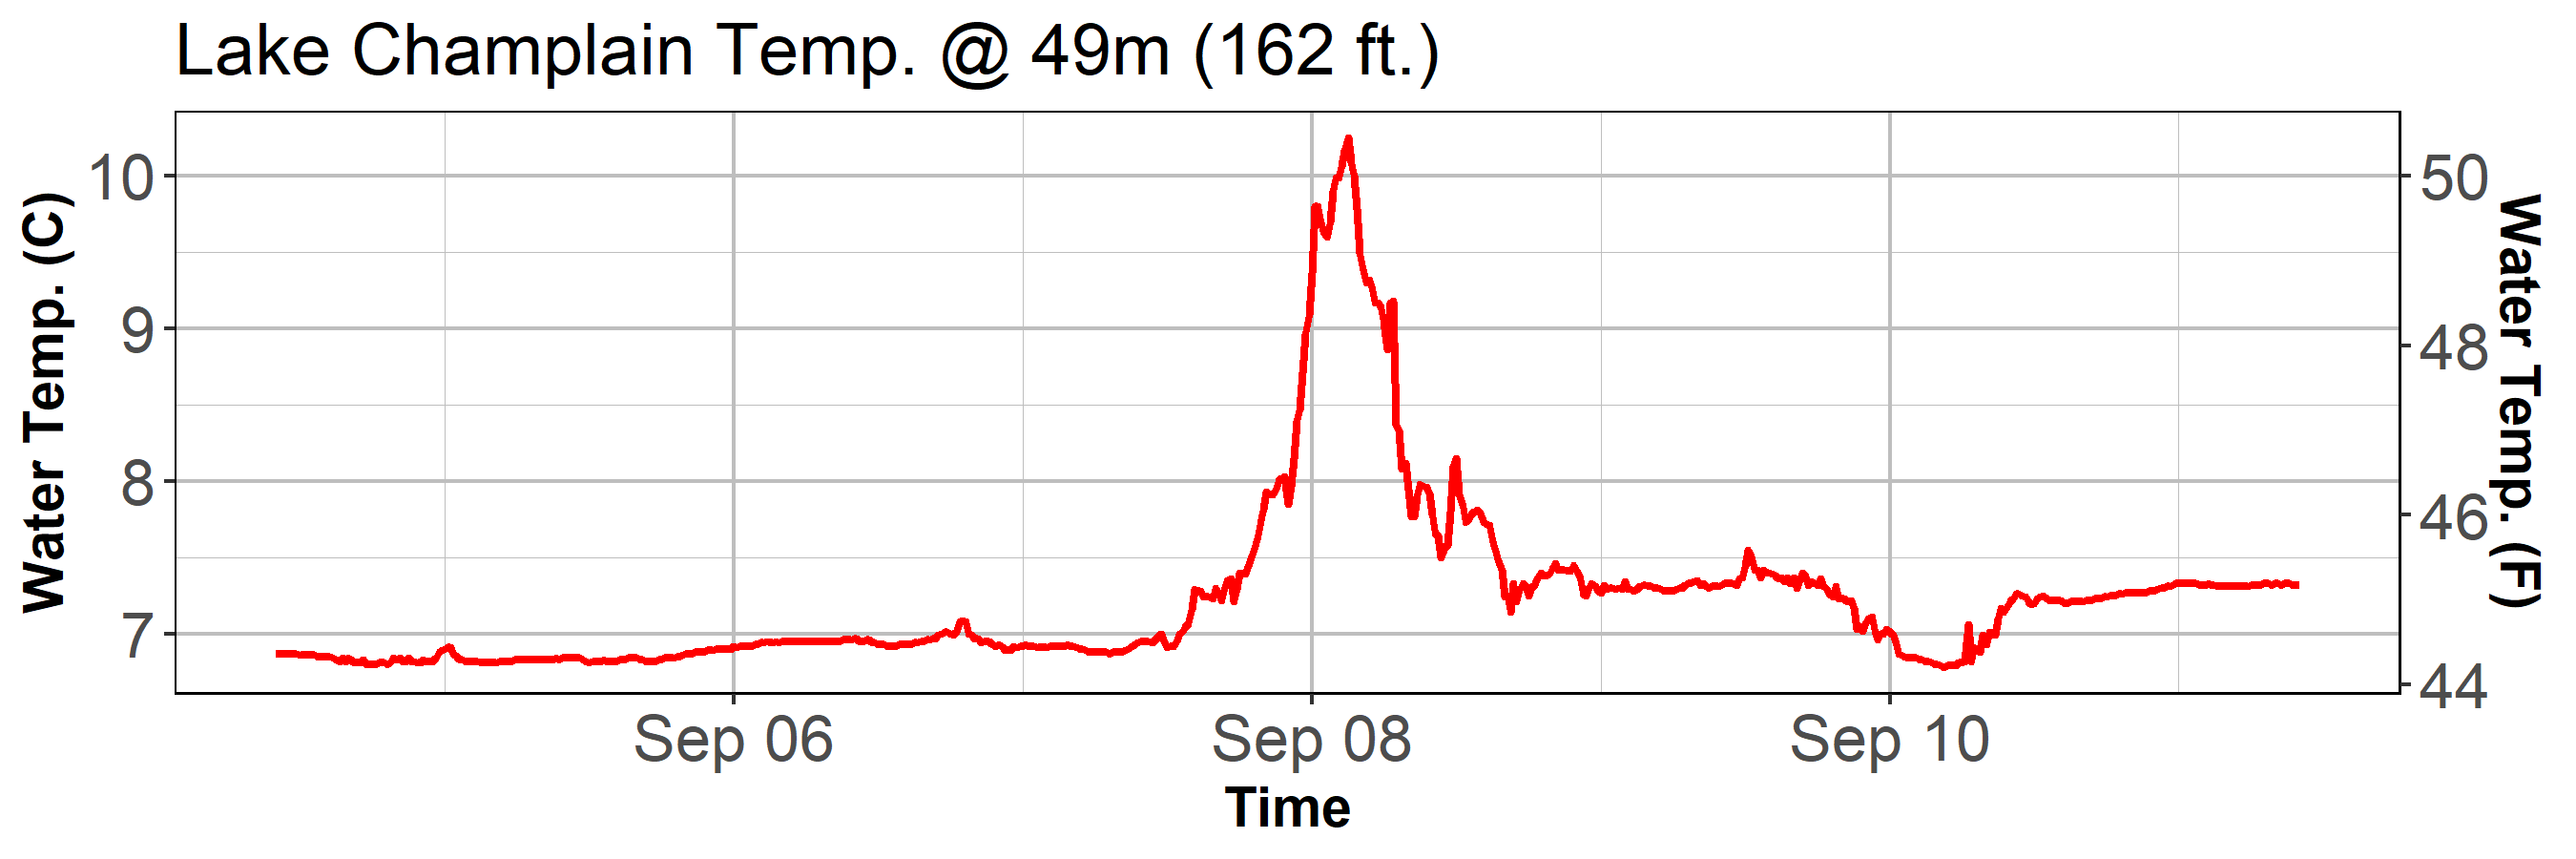 Lake Champlain Temp. @ 49m (162 ft.)
Water Temp. (C)
10
9
8
7
50
48
46
44
Water Temp. (F)
Sep 06
Sep 08
Sep 10
Time